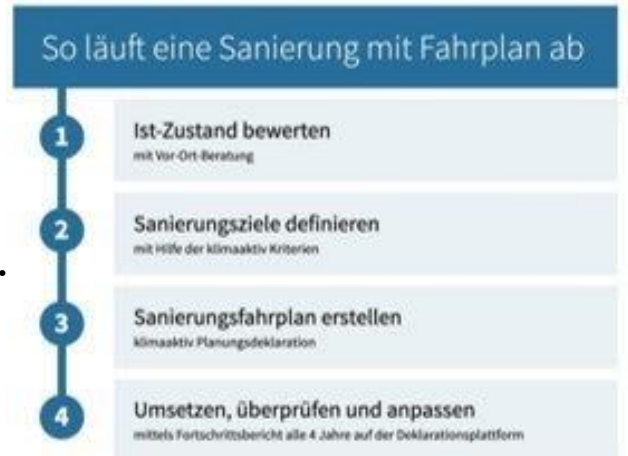 So läuft eine Sanierung mit Fahrplan ab
1
Ist-Zustand bewerten
mit Vor-Ort-Beratung
2
Sanierungsziele definieren
mit Hilfe der klimaaktiv Kriterien
3
Sanierungsfahrplan erstellen
klimaaktiv Planungsdeklaration
4
Umsetzen, überprüfen und anpassen
mittels Fortschrittsbericht alle 4 Jahre auf der Deklarationsplattform